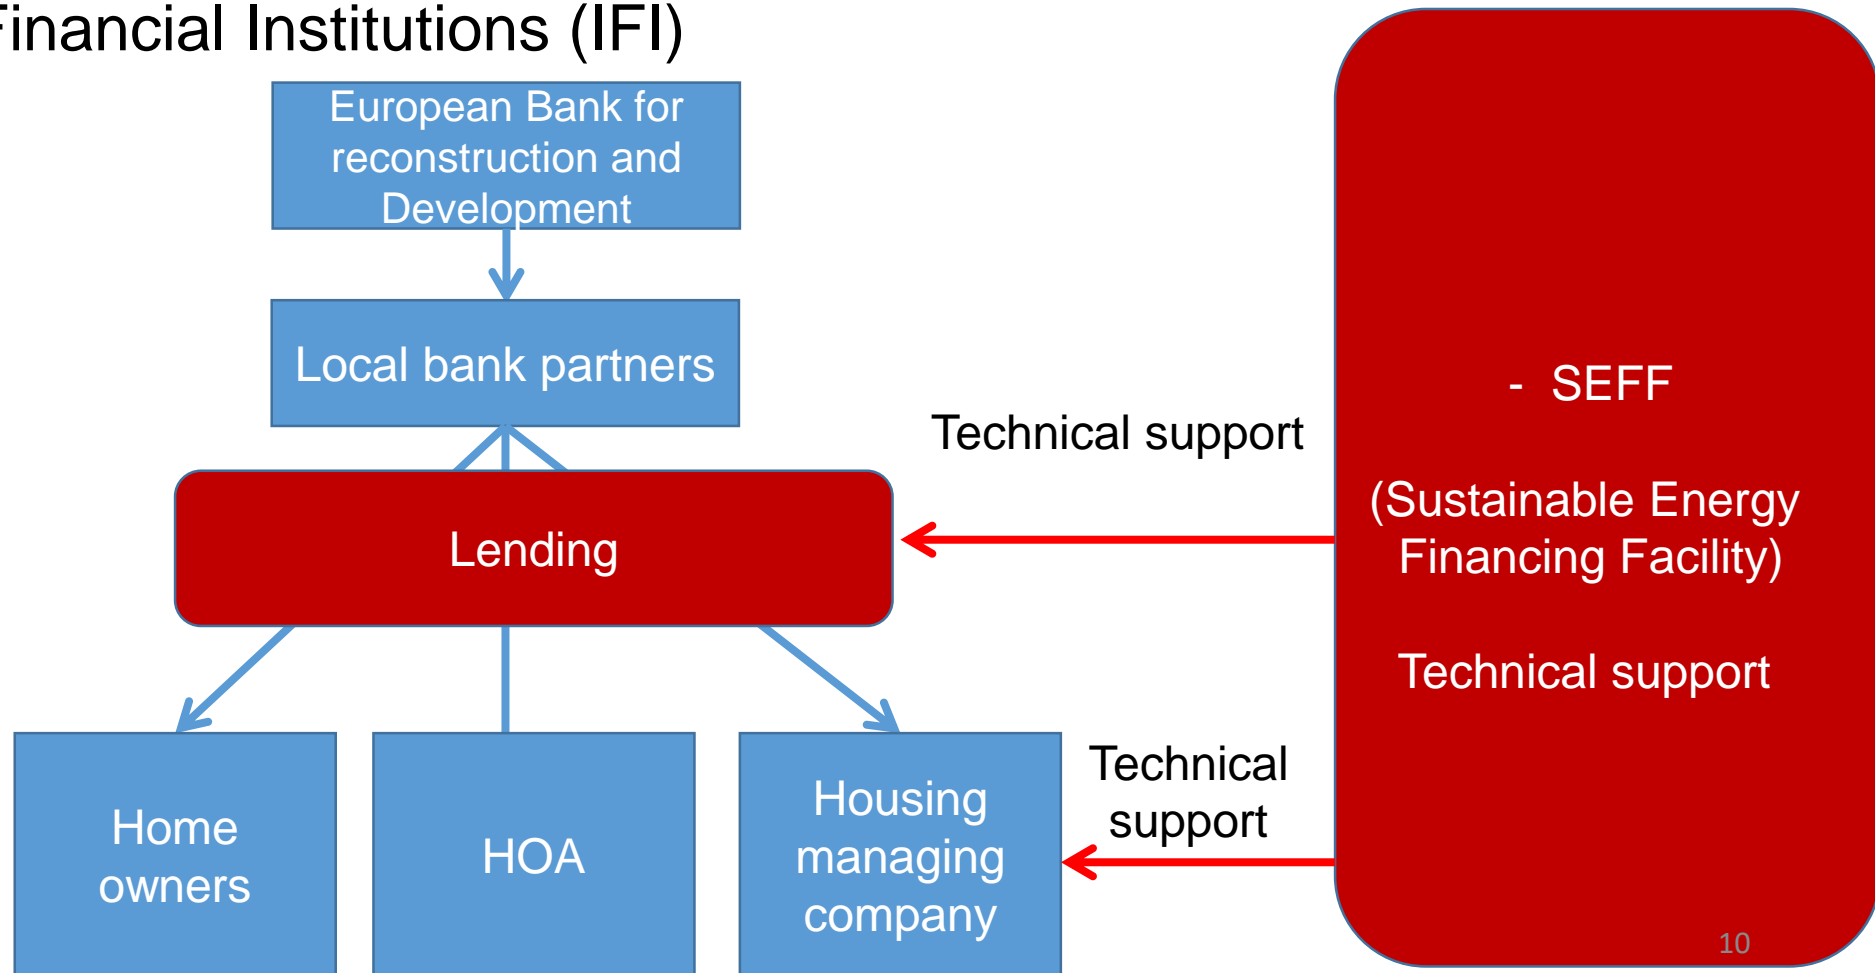 Financial Institutions (IFI)
European Bank for
reconstruction and
Development
Local bank partners
Technical support
Lending
- SEFF
(Sustainable Energy
Financing Facility)
Technical support
Technical
support
Home
owners
HOA
Housing
managing
company
10